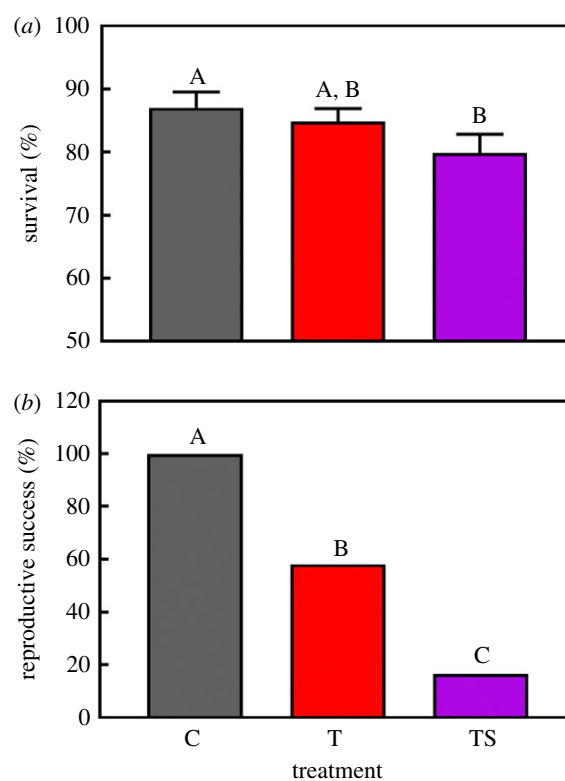 (a)
100
90
80
70
60
50
survival (%)
A
A, B
B
(b)
120
100
80
60
40
20
0
reproductive success (%)
A
B
C
C
T
TS
treatment